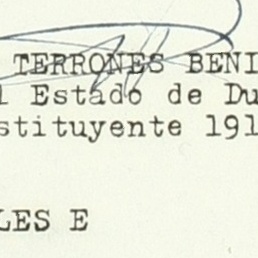 TERRONES BENI
l Estado de Du
stituyente 191
LES E